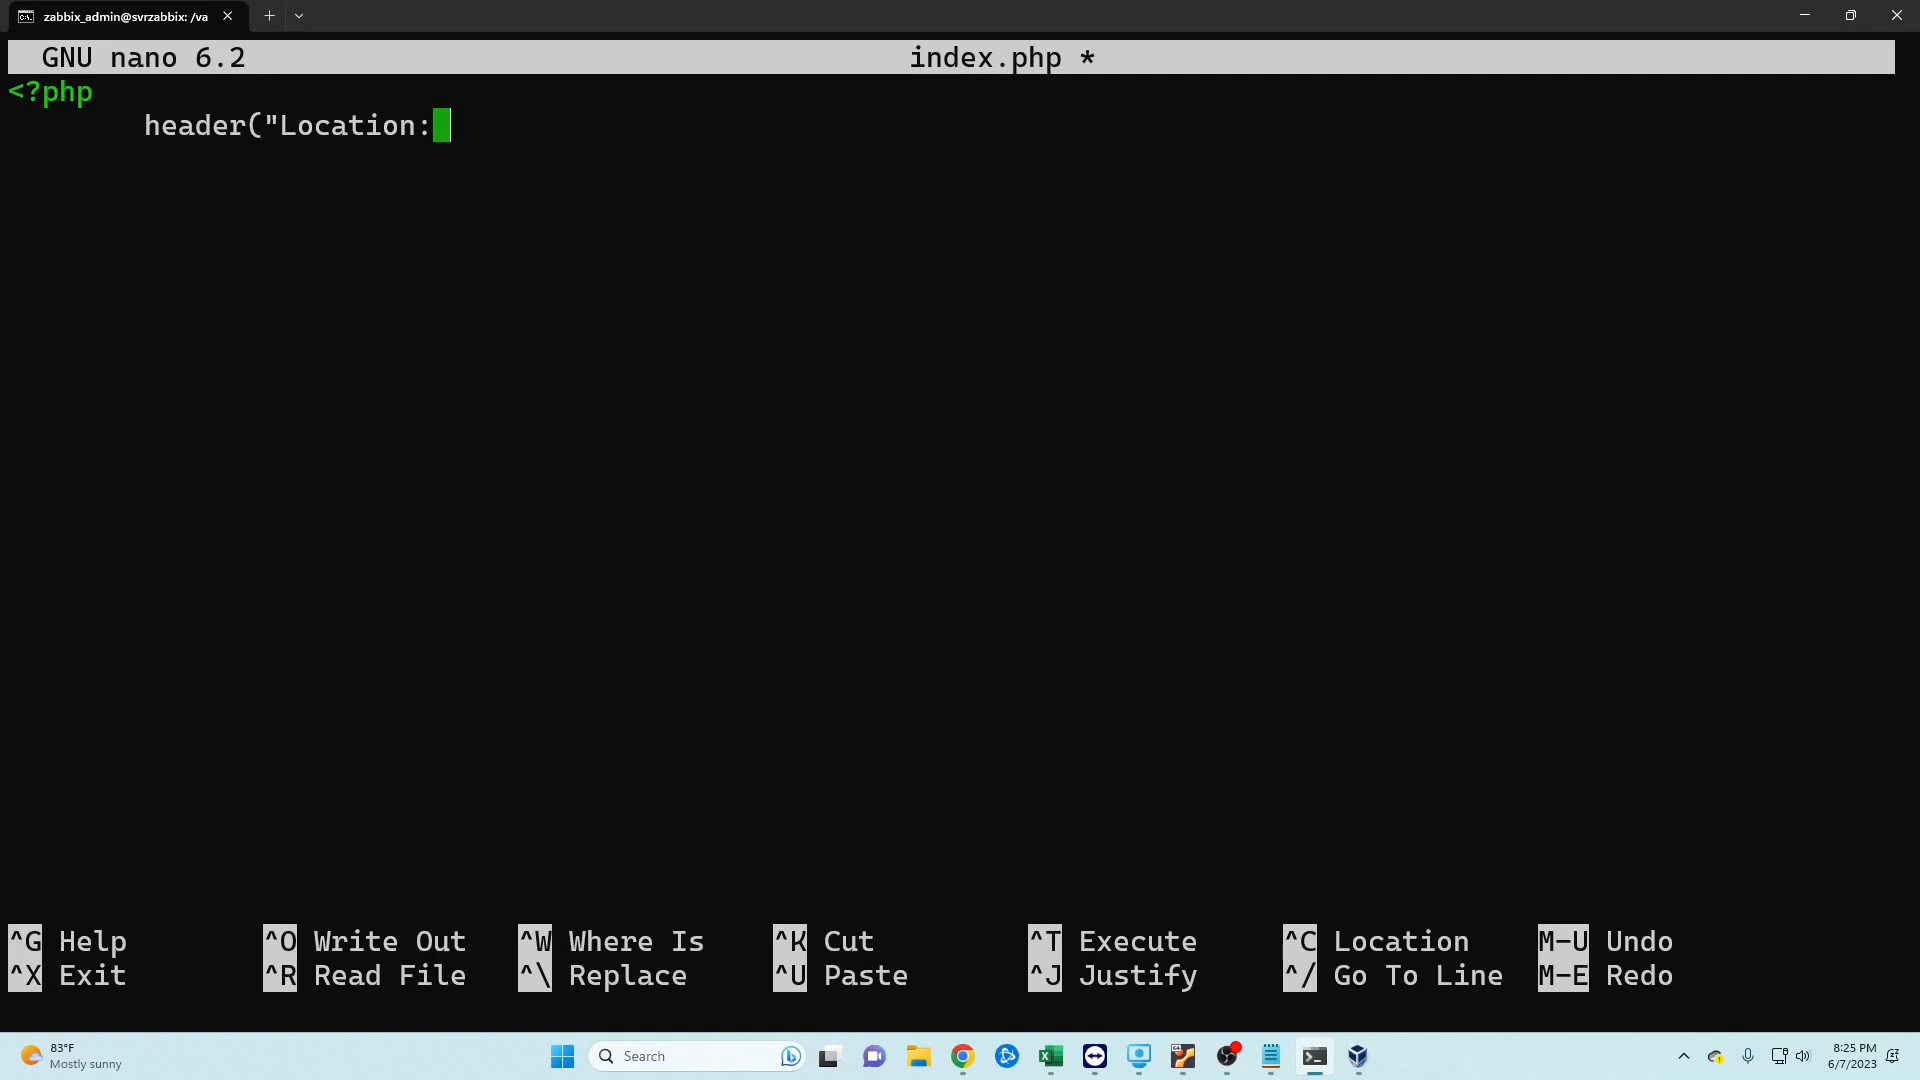 zabbix_admin@svrzabbix: /va
GNU nano 6.2 index.php *
<?php
header("Location:
^G Help ^O Write Out ^W Where Is ^K Cut ^T Execute ^C Location M-U Undo
^X Exit ^R Read File ^\ Replace ^U Paste ^J Justify ^/ Go To Line M-E Redo
83°F
Mostly sunny
Search
8:25 PM
6/7/2023